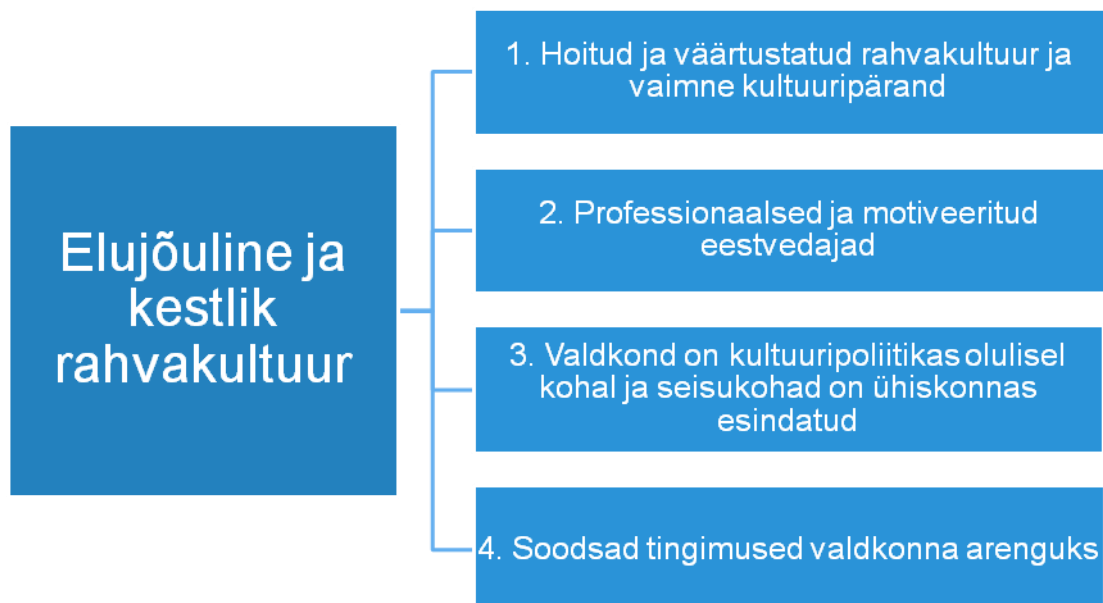 Elujõuline ja
kestlik
rahvakultuur
1. Hoitud ja väärtustatud rahvakultuur ja
vaimne kultuuripärand
2. Professionaalsed ja motiveeritud
eestvedajad
3. Valdkond on kultuuripoliitikas olulisel
kohal ja seisukohad on ühiskonnas
esindatud
4. Soodsad tingimused valdkonna arenguks